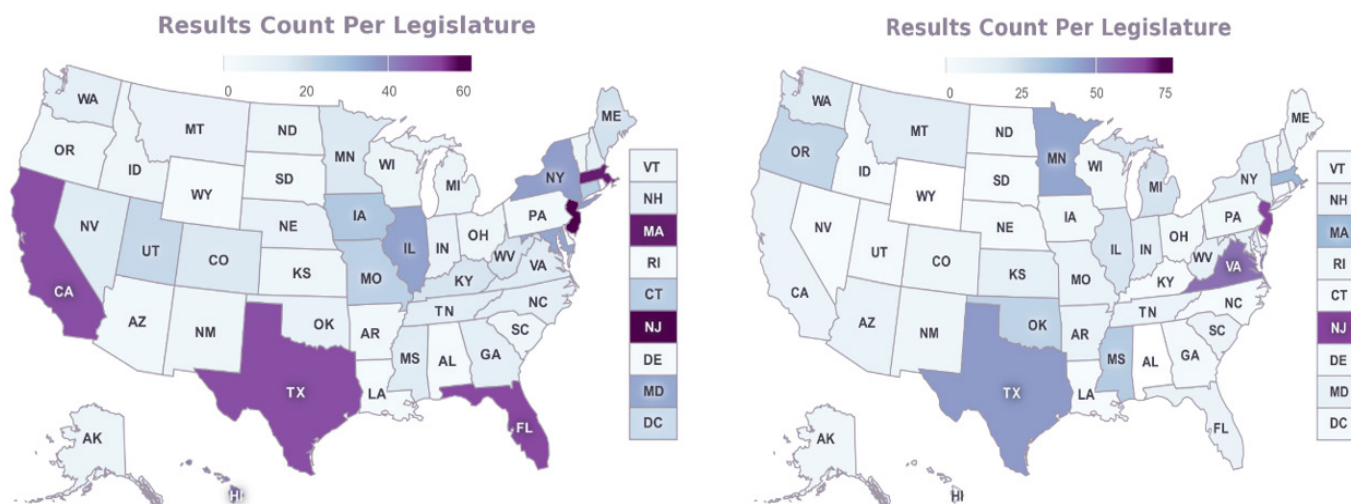 Results Count Per Legislature
0 20 40 60
WA
MT
ND
ME
OR
MN
ID
WI
SD
NY
WY
MI
IA
PA
NE
NV
OH
IL
IN
UT
CO
WV
VA
CA
KS
MO
KY
NC
TN
AZ
NM
OK
AR
SC
MS
AL
GA
TX
LA
FL
AK
HI
VT
NH
MA
RI
CT
NJ
DE
MD
DC
Results Count Per Legislature
0 25 50 75
WA
MT
ND
ME
OR
MN
ID
WI
SD
NY
WY
MI
IA
PA
NE
NV
OH
IL
IN
UT
CO
WV
VA
CA
KS
MO
KY
NC
TN
AZ
NM
OK
AR
SC
MS
AL
GA
TX
LA
FL
AK
HI
VT
NH
MA
RI
CT
NJ
DE
MD
DC